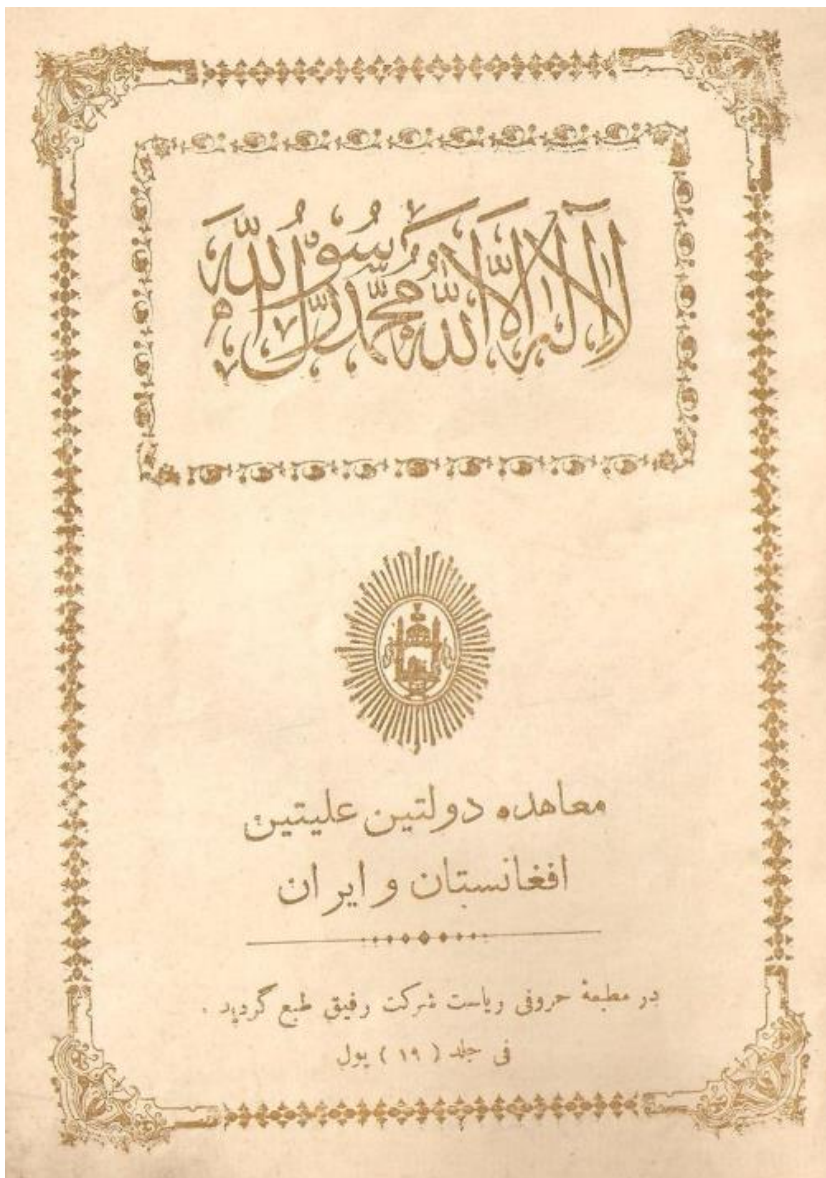 لا اله الا الله محمد رسول الله
معاهده دولتین علیتین
افغانستان و ایران
در مطبعهٔ حروفی ریاست شرکت رفیق طبع گردید .
فی جلد ( ۱۹ ) پول